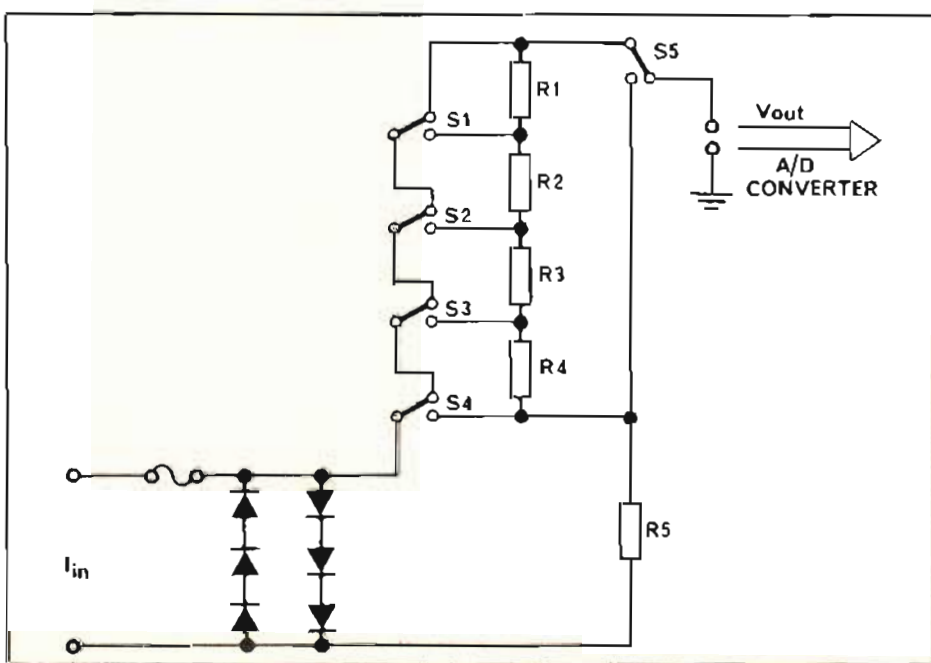 S5
R1
S1
Vout
A/D
CONVERTER
R2
S2
R3
S3
R4
S4
R5
Iin